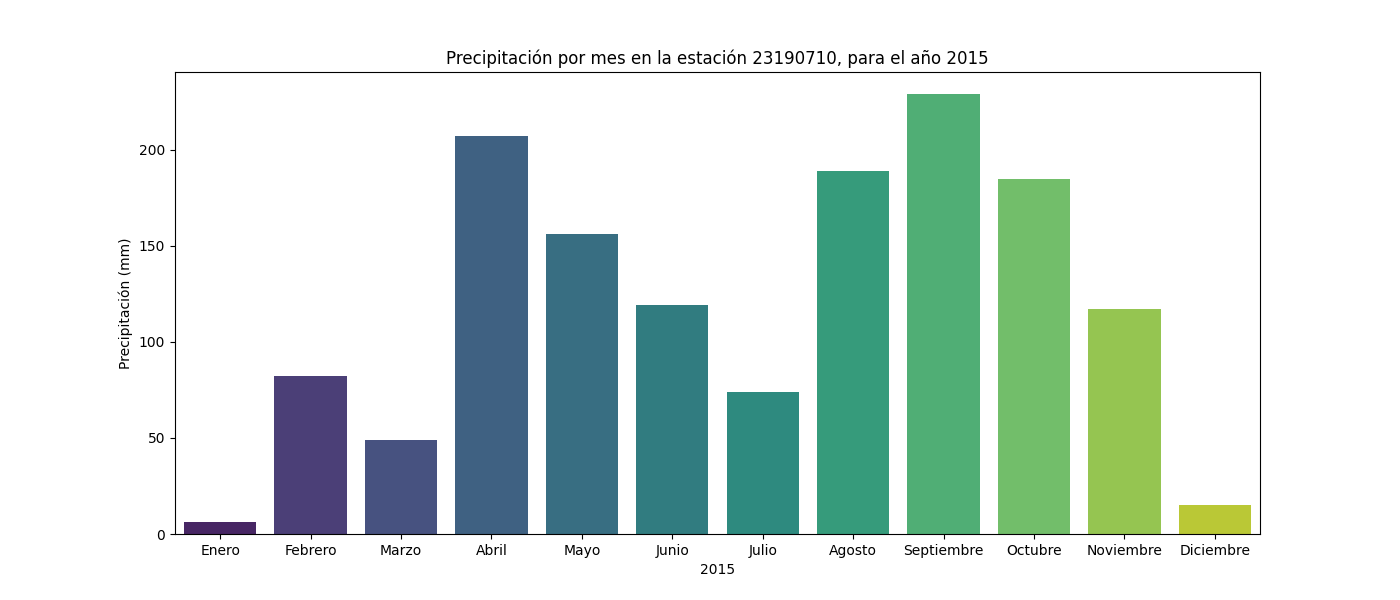 Precipitación por mes en la estación 23190710, para el año 2015
Precipitación (mm)
200
150
100
50
0
Enero Febrero Marzo Abril Mayo Junio Julio Agosto Septiembre Octubre Noviembre Diciembre
2015